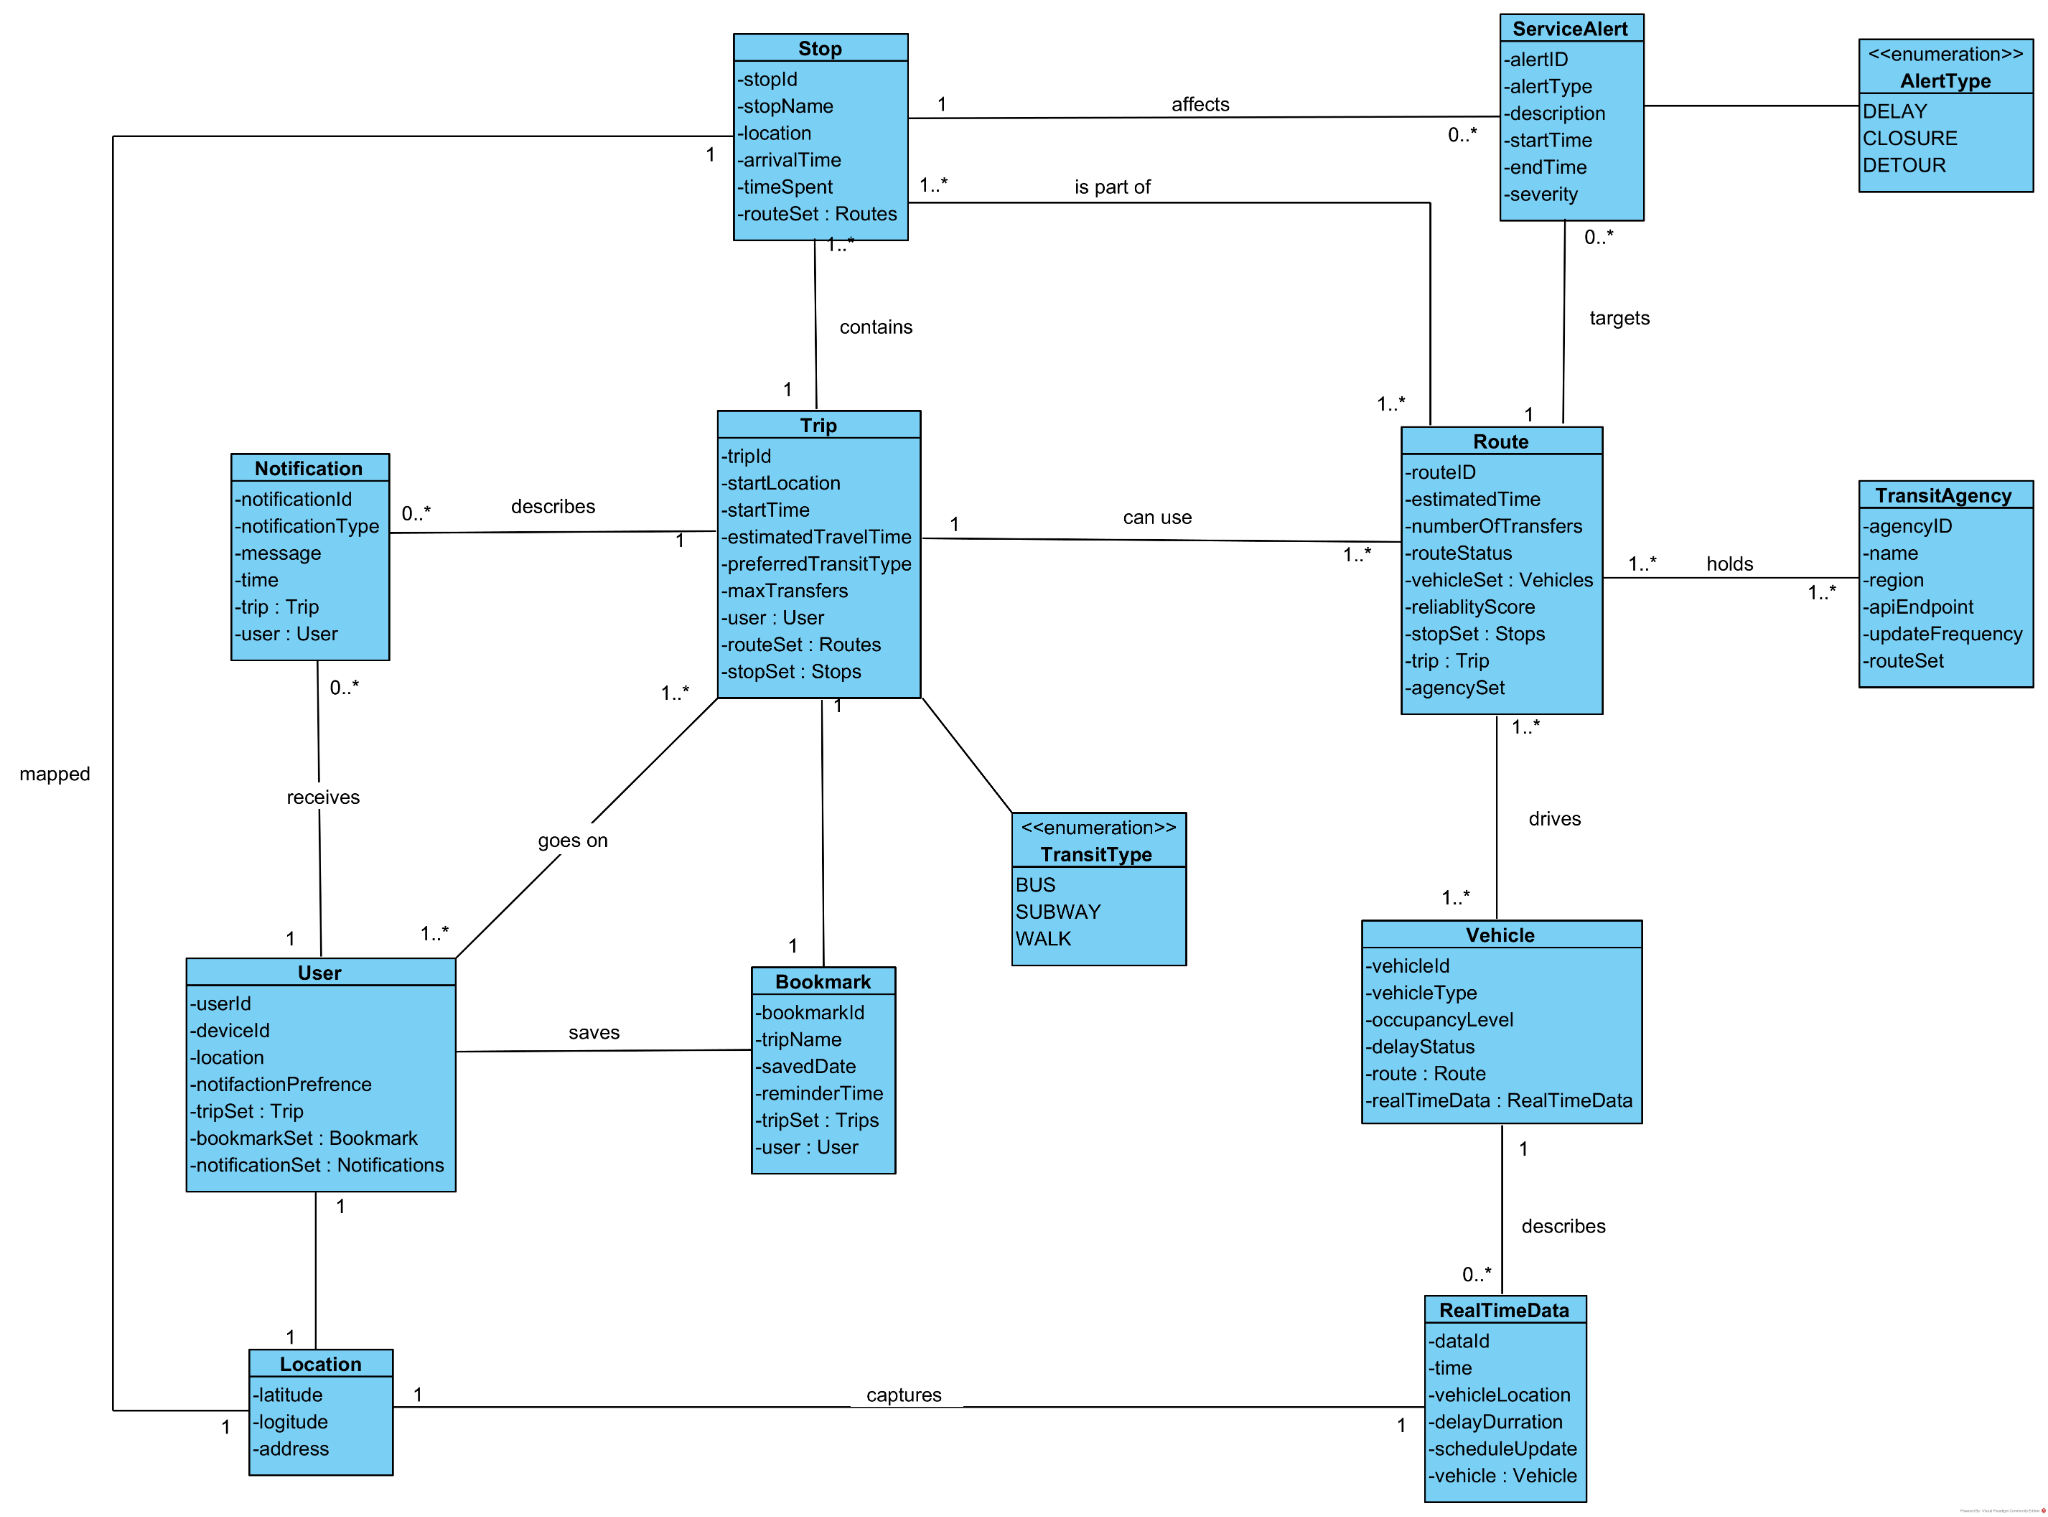 Stop
-stopId
-stopName
-location
-arrivalTime
-timeSpent
-routeSet : Routes
ServiceAlert
-alertID
-alertType
-description
-startTime
-endTime
-severity
<<enumeration>>
AlertType
DELAY
CLOSURE
DETOUR
1
affects
0..*
1
1..*
is part of
1..*
0..*
1..*
contains
1
targets
1
Trip
-tripId
-startLocation
-startTime
-estimatedTravelTime
-preferredTransitType
-maxTransfers
-user : User
-routeSet : Routes
-stopSet : Stops
Route
-routeID
-estimatedTime
-numberOfTransfers
-routeStatus
-vehicleSet : Vehicles
-reliablityScore
-stopSet : Stops
-trip : Trip
-agencySet
Notification
-notificationId
-notificationType
-message
-time
-trip : Trip
-user : User
0..*
describes
1
1
can use
1..*
TransitAgency
-agencyID
-name
-region
-apiEndpoint
-updateFrequency
-routeSet
1..*
holds
1..*
0..*
receives
1
1..*
goes on
1..*
1
1
mapped
<<enumeration>>
TransitType
BUS
SUBWAY
WALK
1..*
drives
1..*
Vehicle
-vehicleId
-vehicleType
-occupancyLevel
-delayStatus
-route : Route
-realTimeData : RealTimeData
User
-userId
-deviceId
-location
-notifactionPrefrence
-tripSet : Trip
-bookmarkSet : Bookmark
-notificationSet : Notifications
saves
Bookmark
-bookmarkId
-tripName
-savedDate
-reminderTime
-tripSet : Trips
-user : User
1
describes
0..*
1
1
Location
-latitude
-logitude
-address
1
1
captures
1
RealTimeData
-dataId
-time
-vehicleLocation
-delayDurration
-scheduleUpdate
-vehicle : Vehicle
Powered By Visual Paradigm Community Edition